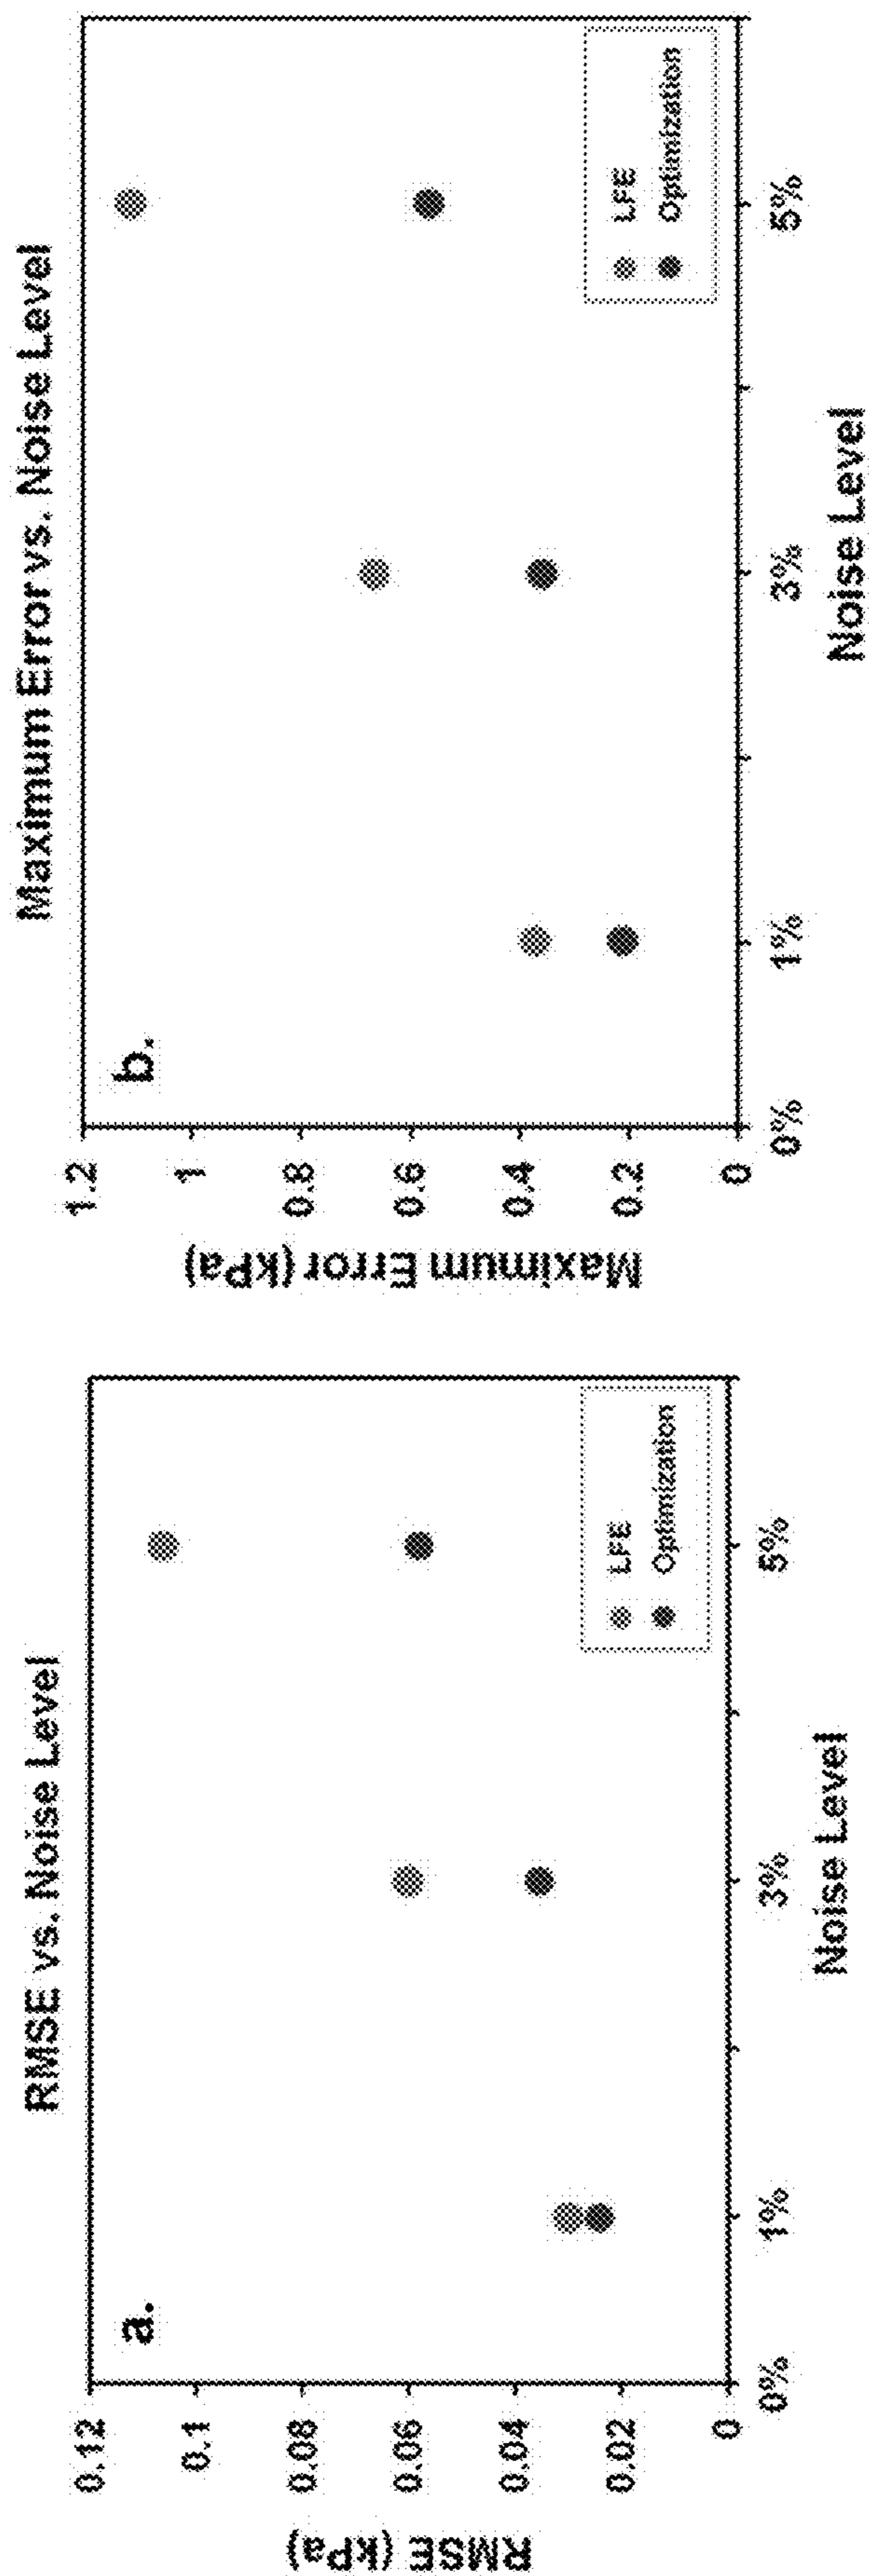 RMSE vs. Noise Level
a.
0.12
0.1
0.08
0.06
0.04
0.02
0
RMSE (kPa)
0%
1%
3%
5%
Noise Level
LFE
Optimization
Maximum Error vs. Noise Level
b.
1.2
1
0.8
0.6
0.4
0.2
0
Maximum Error (kPa)
0%
1%
3%
5%
Noise Level
LFE
Optimization